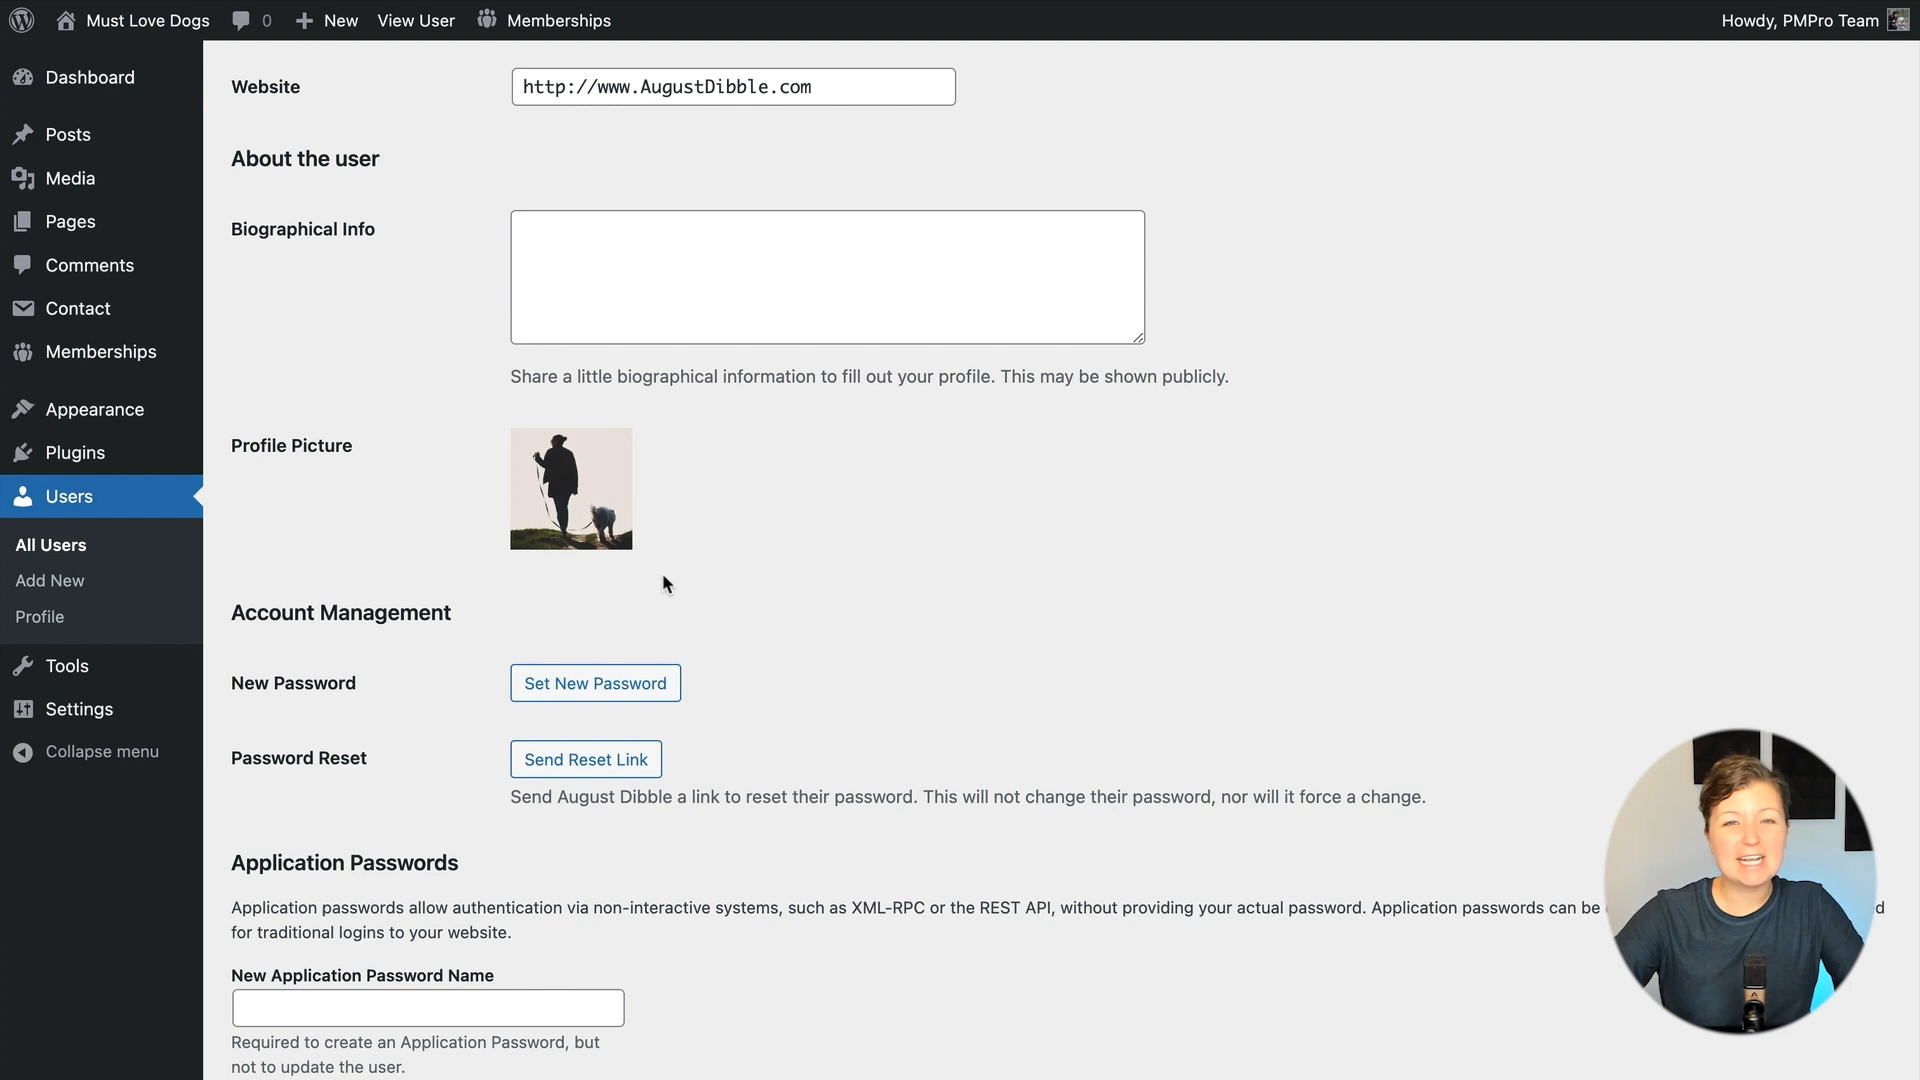 Must Love Dogs 0 New View User Memberships Howdy, PMPro Team
Dashboard
Posts
Media
Pages
Comments
Contact
Memberships
Appearance
Plugins
Users
All Users
Add New
Profile
Tools
Settings
Collapse menu
Website http://www.AugustDibble.com
About the user
Biographical Info
Share a little biographical information to fill out your profile. This may be shown publicly.
Profile Picture
Account Management
New Password Set New Password
Password Reset Send Reset Link
Send August Dibble a link to reset their password. This will not change their password, nor will it force a change.
Application Passwords
Application passwords allow authentication via non-interactive systems, such as XML-RPC or the REST API, without providing your actual password. Application passwords can be
for traditional logins to your website.
New Application Password Name
Required to create an Application Password, but
not to update the user.